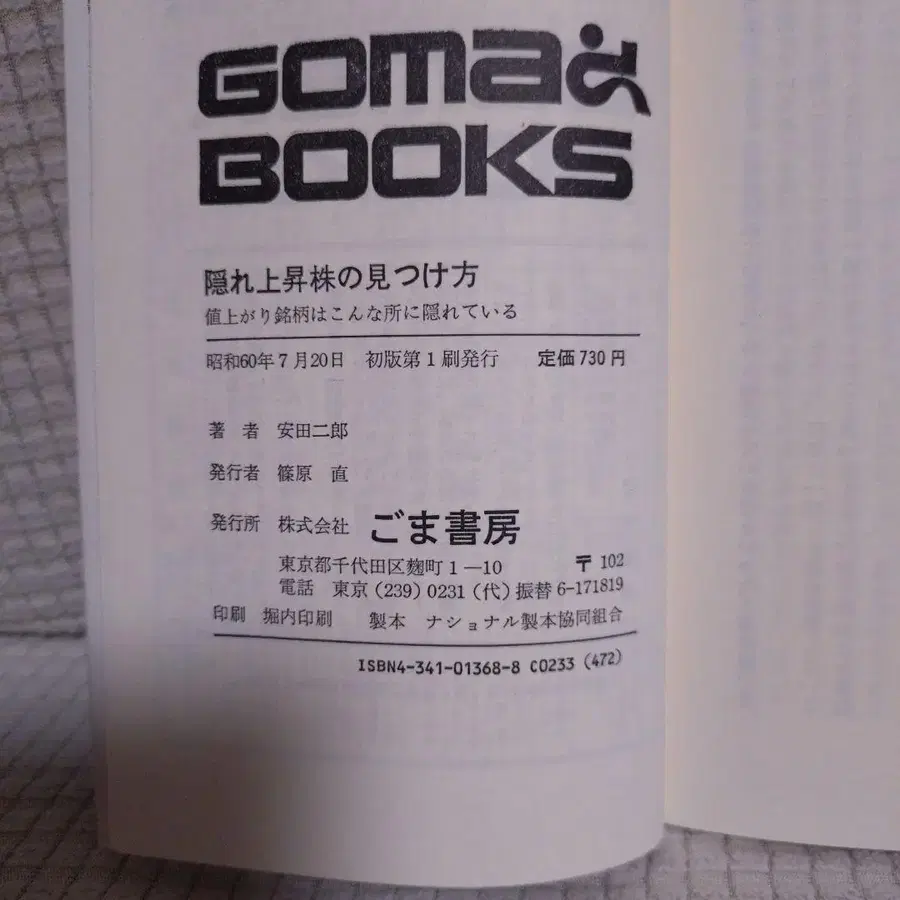 GOMA
BOOKS
隠れ上昇株の見つけ方
値上がり銘柄はこんな所に隠れている
昭和60年7月20日 初版第1刷発行 定価730円
著 者 安田二郎
発行者 篠原 直
発行所 株式会社 ごま書房
東京都千代田区麹町1―10 〒102
電話 東京(239)0231(代)振替6-171819
印刷 堀内印刷 製本 ナショナル製本協同組合
ISBN4-341-01368-8 C0233 (472)